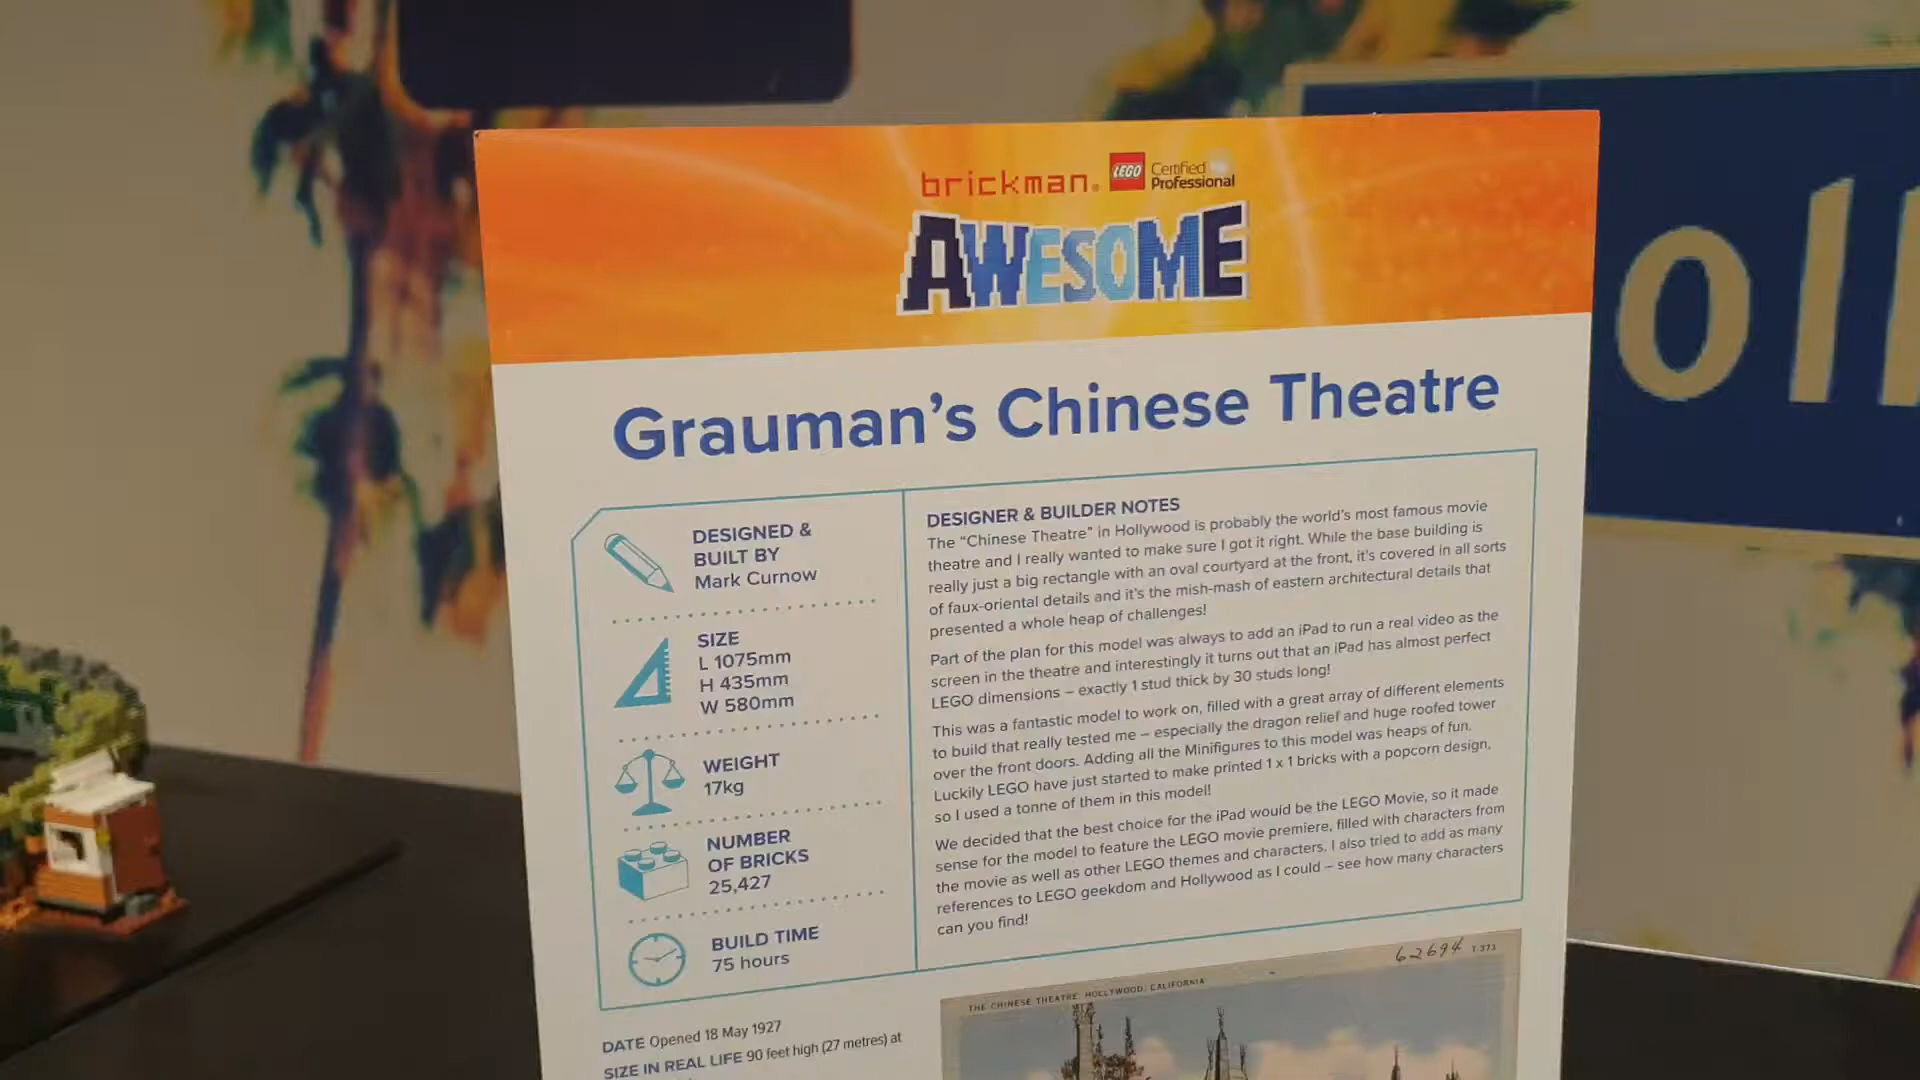 brickman. LEGO Certified
Professional
AWESOME
Grauman's Chinese Theatre
DESIGNED &
BUILT BY
Mark Curnow
SIZE
L 1075mm
H 435mm
W 580mm
WEIGHT
17kg
NUMBER
OF BRICKS
25,427
BUILD TIME
75 hours
DESIGNER & BUILDER NOTES
The “Chinese Theatre” in Hollywood is probably the world's most famous movie
theatre and I really wanted to make sure I got it right. While the base building is
really just a big rectangle with an oval courtyard at the front, it's covered in all sorts
of faux-oriental details and it's the mish-mash of eastern architectural details that
presented a whole heap of challenges!
Part of the plan for this model was always to add an iPad to run a real video as the
screen in the theatre and interestingly it turns out that an iPad has almost perfect
LEGO dimensions – exactly 1 stud thick by 30 studs long!
This was a fantastic model to work on, filled with a great array of different elements
to build that really tested me – especially the dragon relief and huge roofed tower
over the front doors. Adding all the Minifigures to this model was heaps of fun.
Luckily LEGO have just started to make printed 1 x 1 bricks with a popcorn design,
so I used a tonne of them in this model!
We decided that the best choice for the iPad would be the LEGO Movie, so it made
sense for the model to feature the LEGO movie premiere, filled with characters from
the movie as well as other LEGO themes and characters. I also tried to add as many
references to LEGO geekdom and Hollywood as I could – see how many characters
can you find!
DATE Opened 18 May 1927
SIZE IN REAL LIFE 90 feet high (27 metres) at
62694 T-373
THE CHINESE THEATRE, HOLLYWOOD, CALIFORNIA
oll